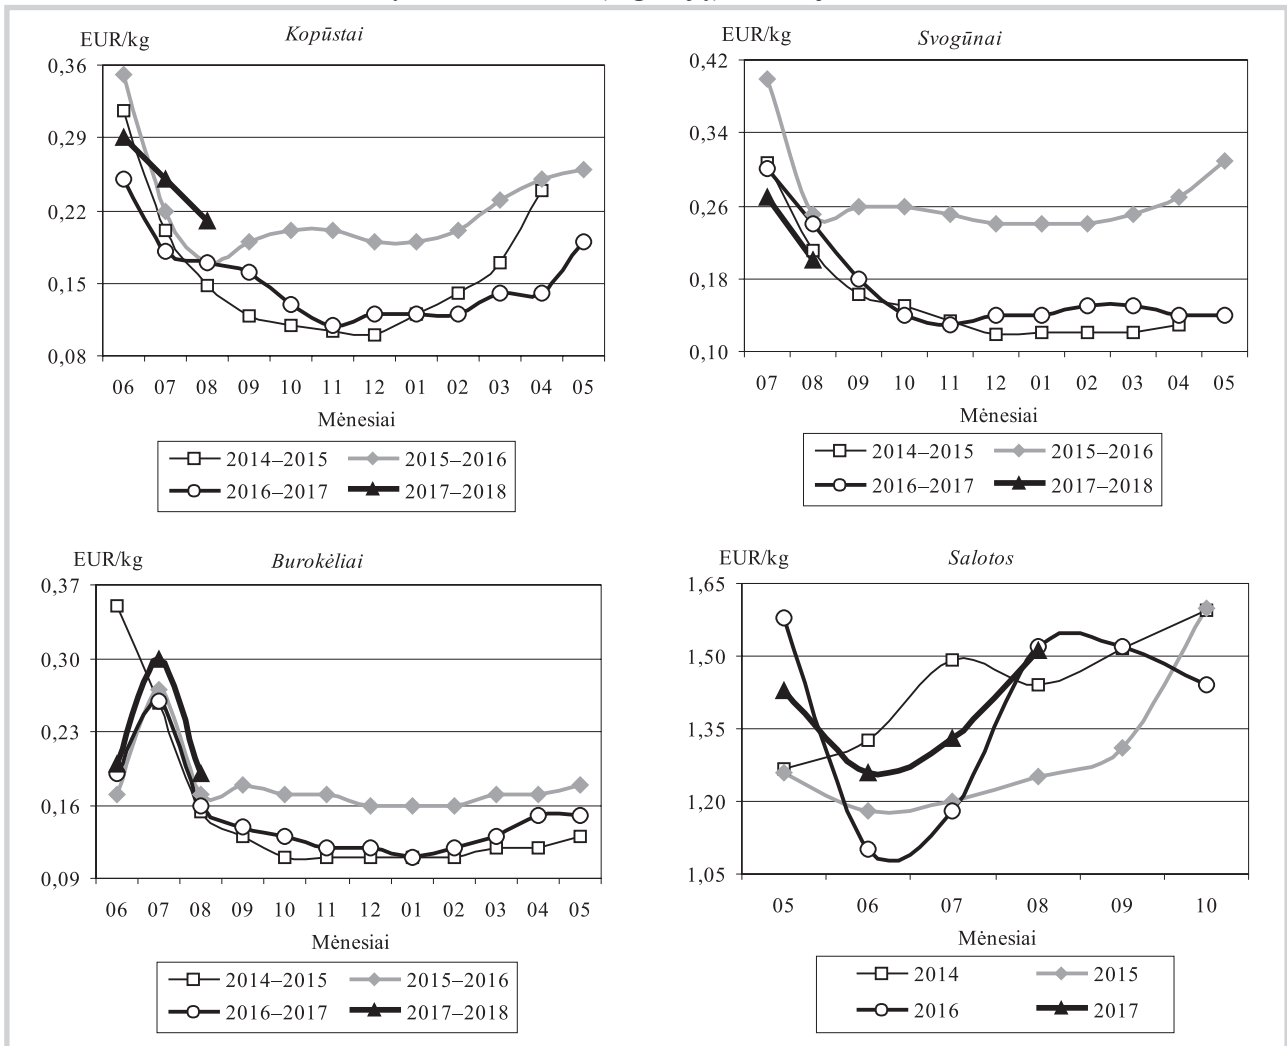 EUR/kg
Kopūstai
0,36
0,29
0,22
0,15
0,08
06 07 08 09 10 11 12 01 02 03 04 05
Mėnesiai
2014–2015 2015–2016
2016–2017 2017–2018
EUR/kg
Svogūnai
0,42
0,34
0,26
0,18
0,10
07 08 09 10 11 12 01 02 03 04 05
Mėnesiai
2014–2015 2015–2016
2016–2017 2017–2018
EUR/kg
Burokėliai
0,37
0,30
0,23
0,16
0,09
06 07 08 09 10 11 12 01 02 03 04 05
Mėnesiai
2014–2015 2015–2016
2016–2017 2017–2018
EUR/kg
Salotos
1,65
1,50
1,35
1,20
1,05
05 06 07 08 09 10
Mėnesiai
2014 2015
2016 2017